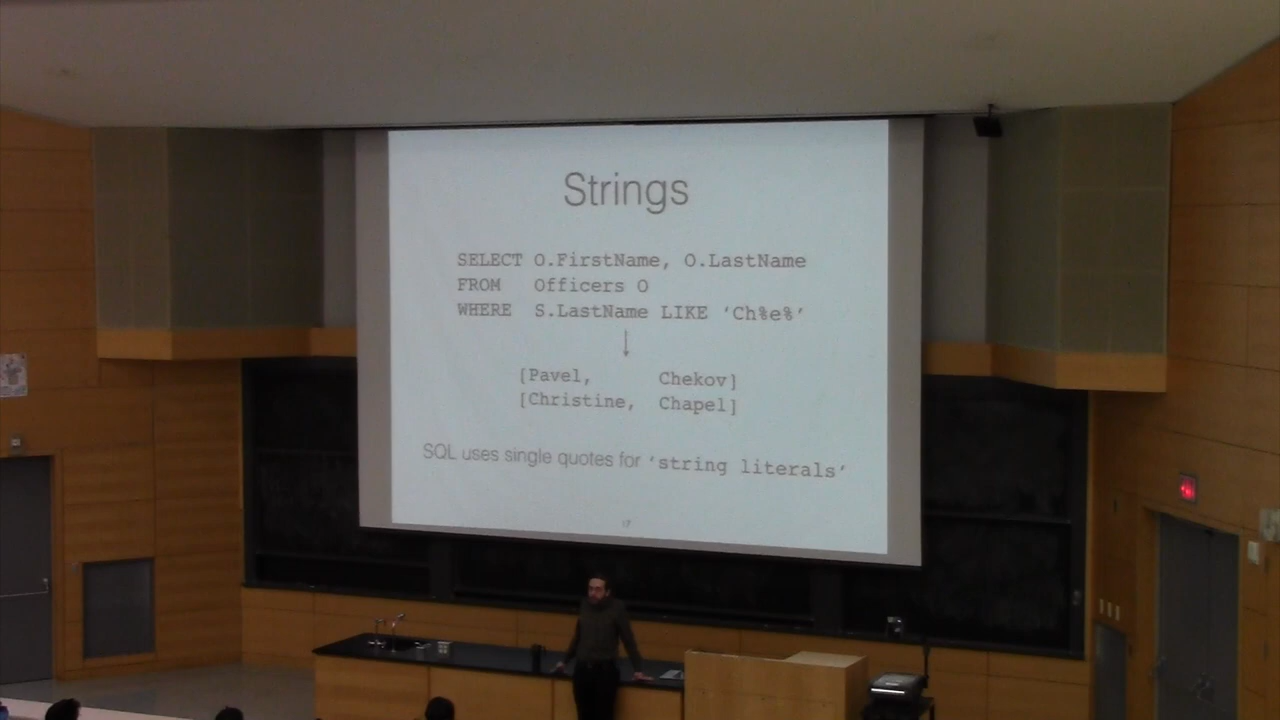 Strings
SELECT O.FirstName, O.LastName
FROM Officers O
WHERE S.LastName LIKE ‘Ch%e%’
[Pavel, Chekov]
[Christine, Chapel]
SQL uses single quotes for ‘string literals’